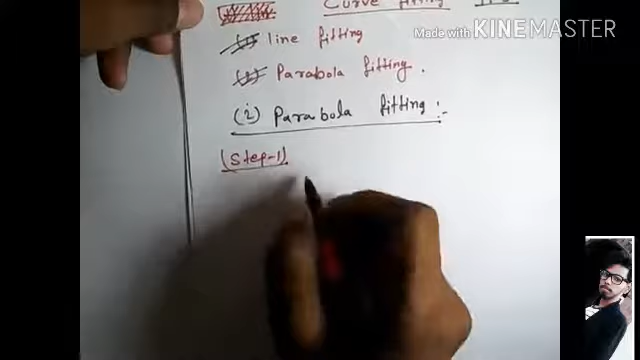 Curve fitting
Made with KINEMASTER
line fitting
Parabola fitting.
(i) Parabola fitting :-
(Step-1)